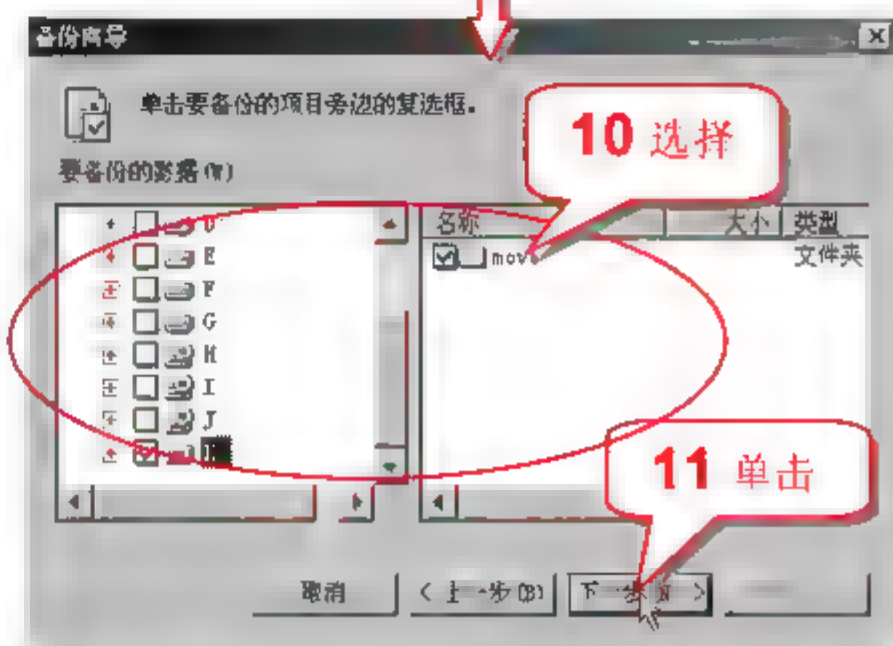 备份向导
单击要备份的项目旁边的复选框。
10 选择
要备份的数据(W)
名称 大小 类型
D
E
F
G
H
I
J
move 文件夹
11 单击
取消 < 上一步(B) 下一步(N) >